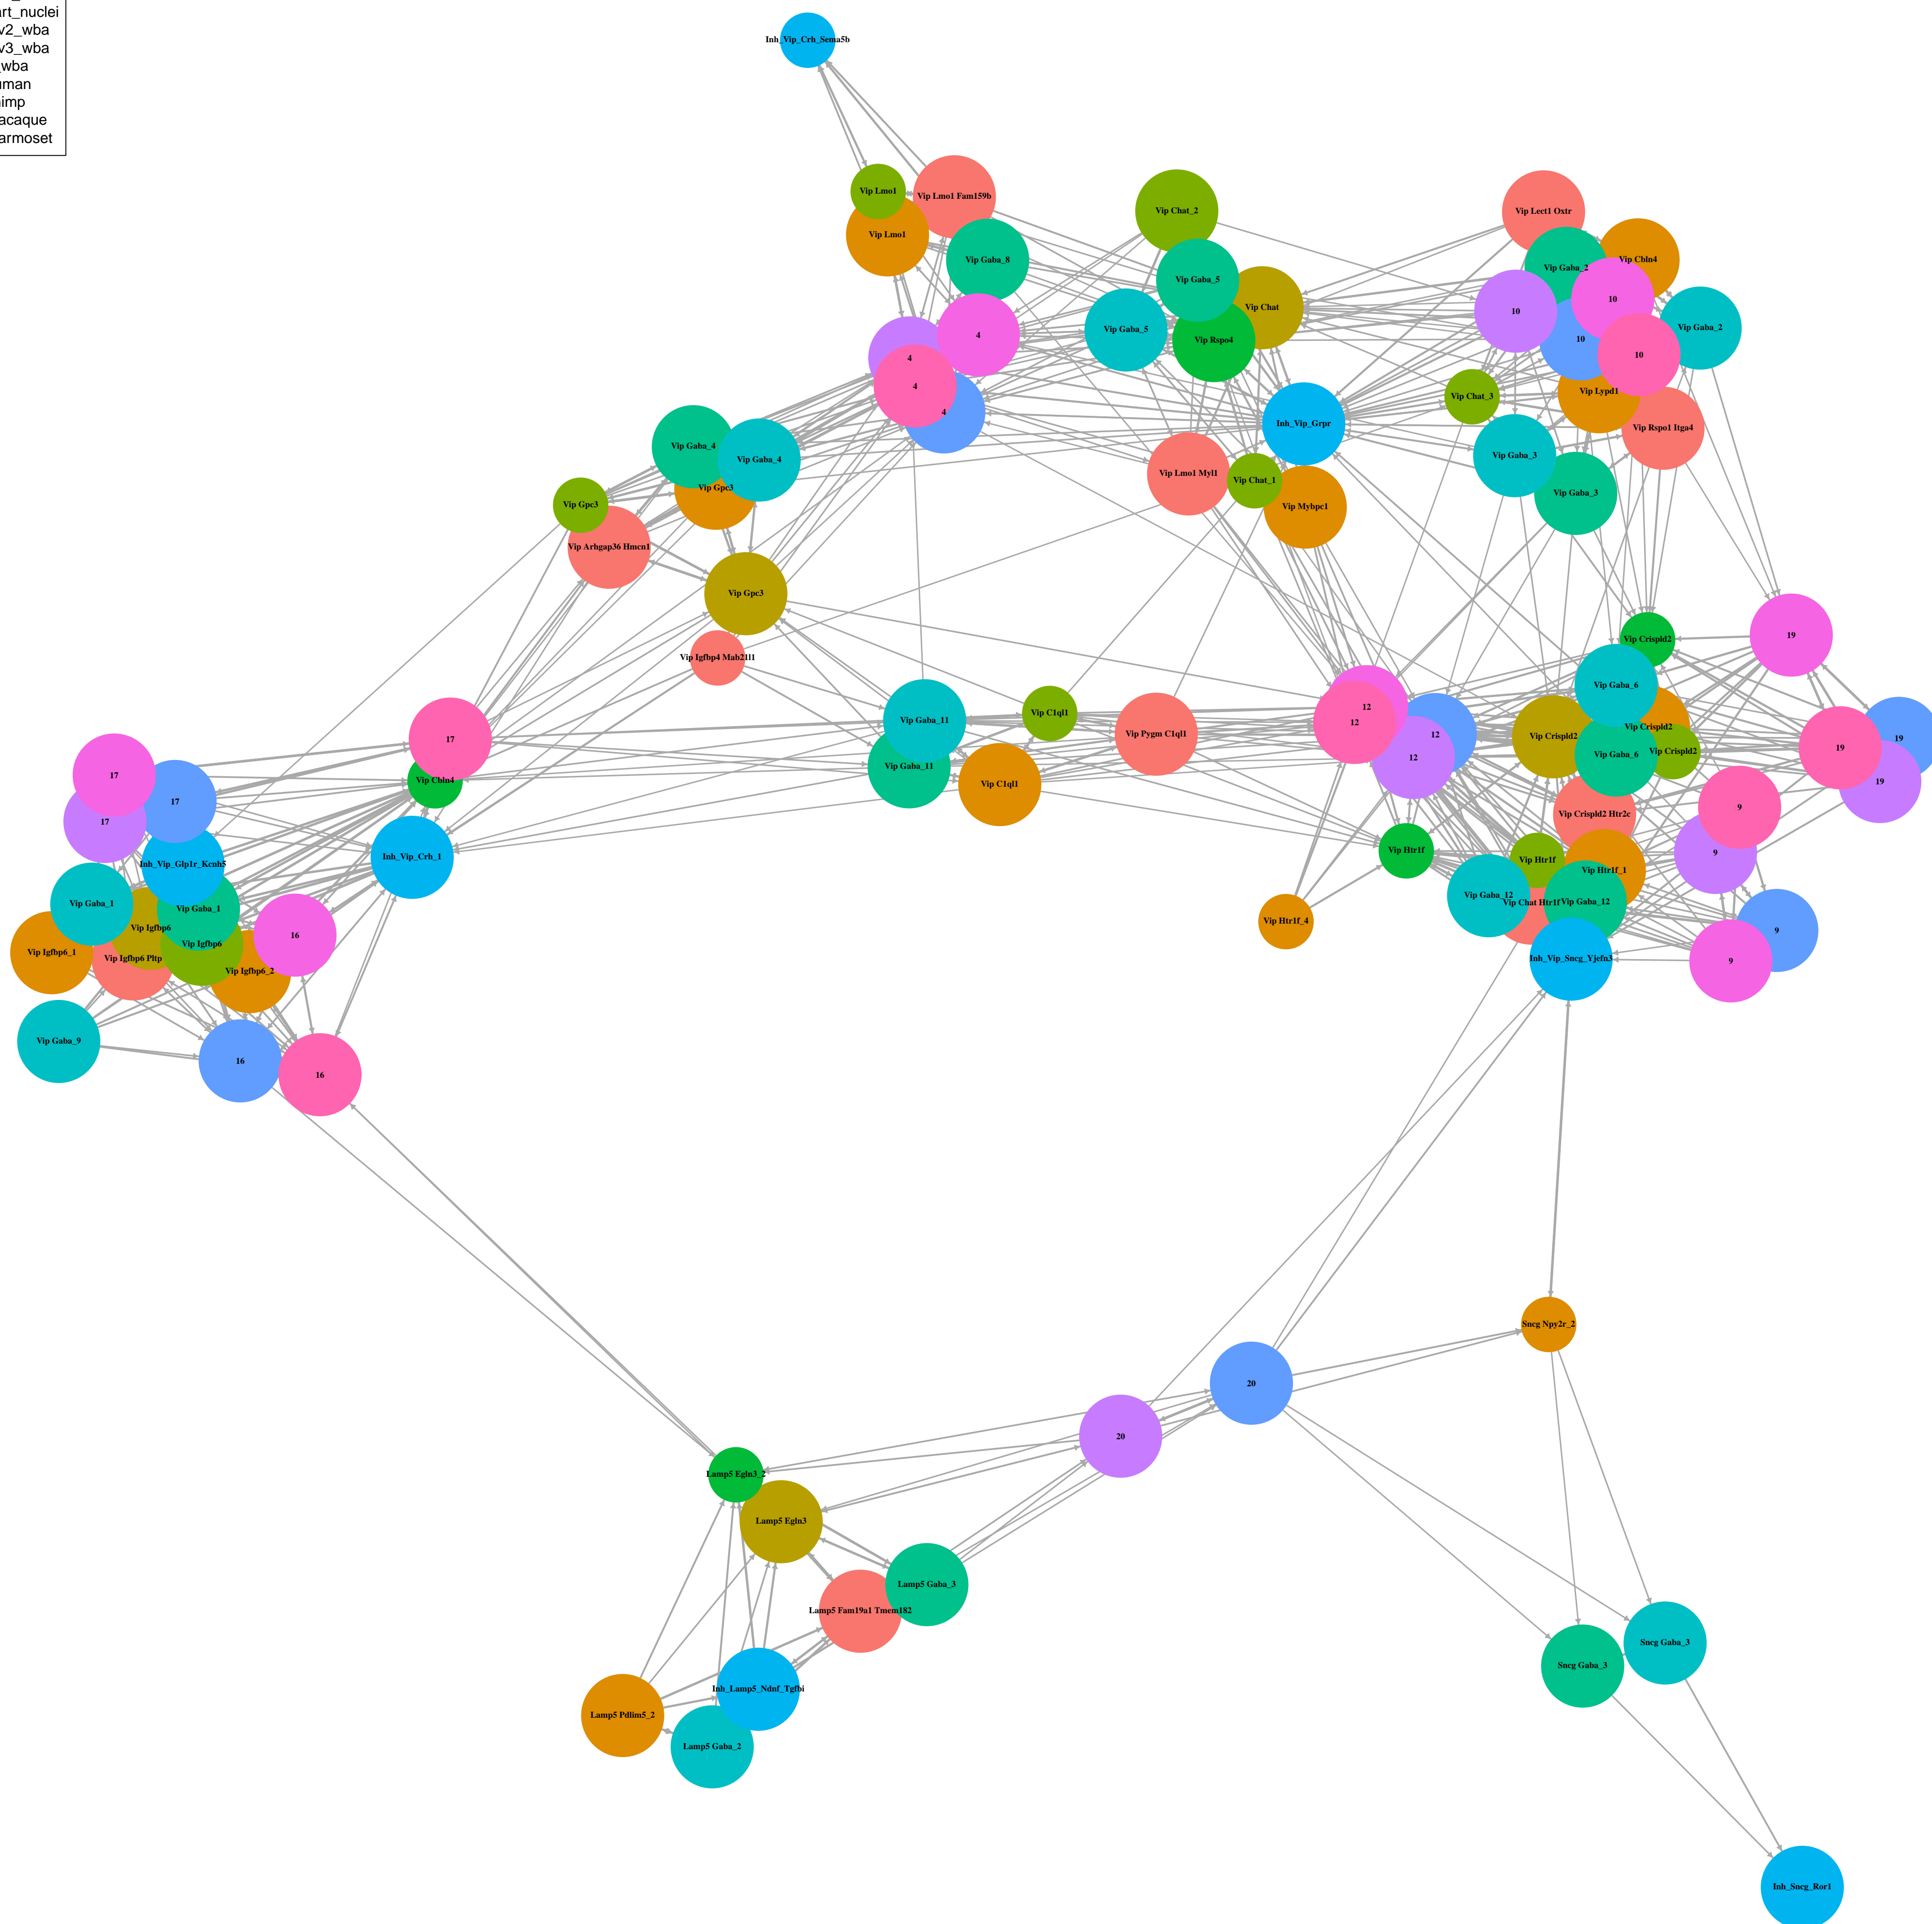 art_nuclei
v2_wba
v3_wba
_wba
uman
imp
acaque
armoset
Inh_Vip_Crh_Sema5b
Vip Lmo1
Vip Lmo1 Fam159b
Vip Lmo1
Vip Gaba_8
Vip Chat_2
Vip Lect1 Oxtr
Vip Gaba_5
Vip Gaba_2
Vip Cbln4
10
10
Vip Chat
Vip Gaba_5
Vip Rspo4
Vip Gaba_2
4
4
4
4
10
10
Vip Lypd1
Vip Chat_3
Inh_Vip_Grpr
Vip Rspo1 Itga4
Vip Gaba_4
Vip Gaba_4
Vip Gaba_3
Vip Lmo1 Myl1
Vip Chat_1
Vip Gpc3
Vip Gaba_3
Vip Gpc3
Vip Mybpc1
Vip Arhgap36 Hmcn1
Vip Gpc3
Vip Crispld2
19
Vip Igfbp4 Mab21l1
Vip Gaba_6
12
12
12
12
Vip C1ql1
Vip Gaba_11
Vip Pygm C1ql1
Vip Crispld2
Vip Crispld2
19
19
19
17
Vip Crispld2
Vip Gaba_6
Vip Gaba_11
17
17
17
Vip Cbln4
Vip C1ql1
9
Vip Crispld2 Htr2c
Vip Htr1f
9
Inh_Vip_Crh_1
Vip Htr1f
Inh_Vip_Glp1r_Kcnh5
Vip Htr1f_1
Vip Gaba_12
Vip Chat Htr1f
Vip Gaba_12
Vip Gaba_1
Vip Gaba_1
Vip Htr1f_4
Vip Igfbp6
16
9
Vip Igfbp6
Vip Igfbp6_1
Vip Igfbp6 Pltp
Inh_Vip_Sncg_Yjefn3
9
Vip Igfbp6_2
Vip Gaba_9
16
16
Sncg Npy2r_2
20
20
Lamp5 Egln3_2
Lamp5 Egln3
Lamp5 Gaba_3
Lamp5 Fam19a1 Tmem182
Sncg Gaba_3
Sncg Gaba_3
Inh_Lamp5_Ndnf_Tgfbi
Lamp5 Pdlim5_2
Lamp5 Gaba_2
Inh_Sncg_Ror1